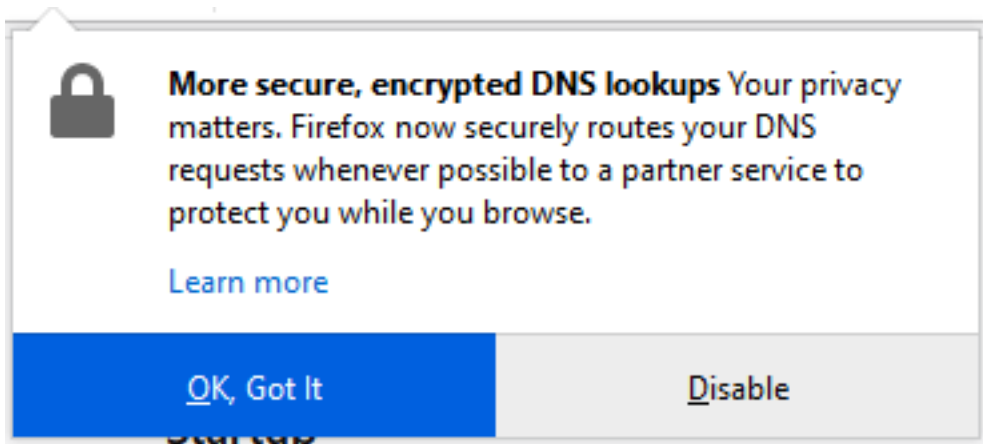 More secure, encrypted DNS lookups Your privacy
matters. Firefox now securely routes your DNS
requests whenever possible to a partner service to
protect you while you browse.
Learn more
OK, Got It
Disable